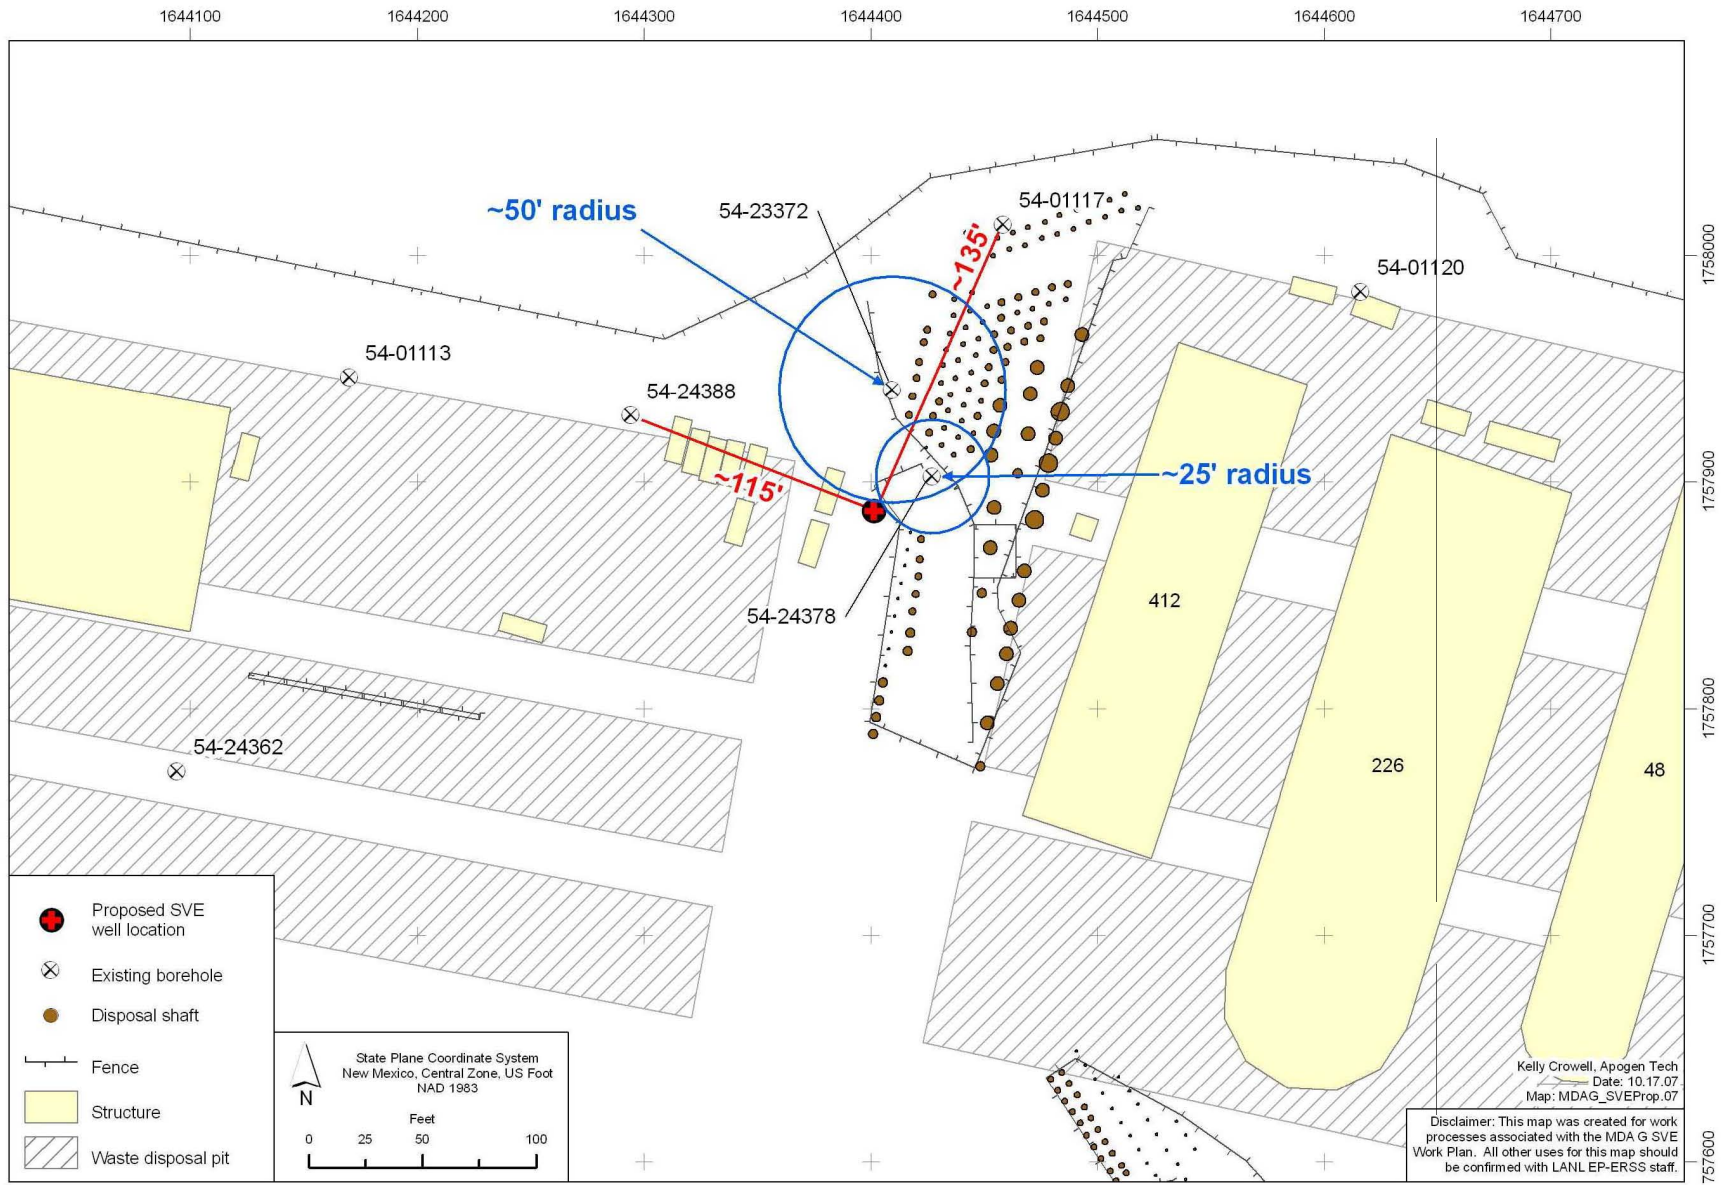 1644100
1644200
1644300
1644400
1644500
1644600
1644700
~50' radius
54-23372
54-01117
~135'
54-01120
1758000
54-01113
54-24388
~115'
~25' radius
1757900
412
54-24378
1757800
54-24362
226
48
1757700
Proposed SVE
well location
Existing borehole
Disposal shaft
Fence
Structure
Waste disposal pit
State Plane Coordinate System
New Mexico, Central Zone, US Foot
NAD 1983
N
Feet
0
25
50
100
Kelly Crowell, Apogen Tech
Date: 10.17.07
Map: MDAG_SVEProp.07
Disclaimer: This map was created for work
processes associated with the MDA G SVE
Work Plan. All other uses for this map should
be confirmed with LANL EP-ERSS staff.
1757600